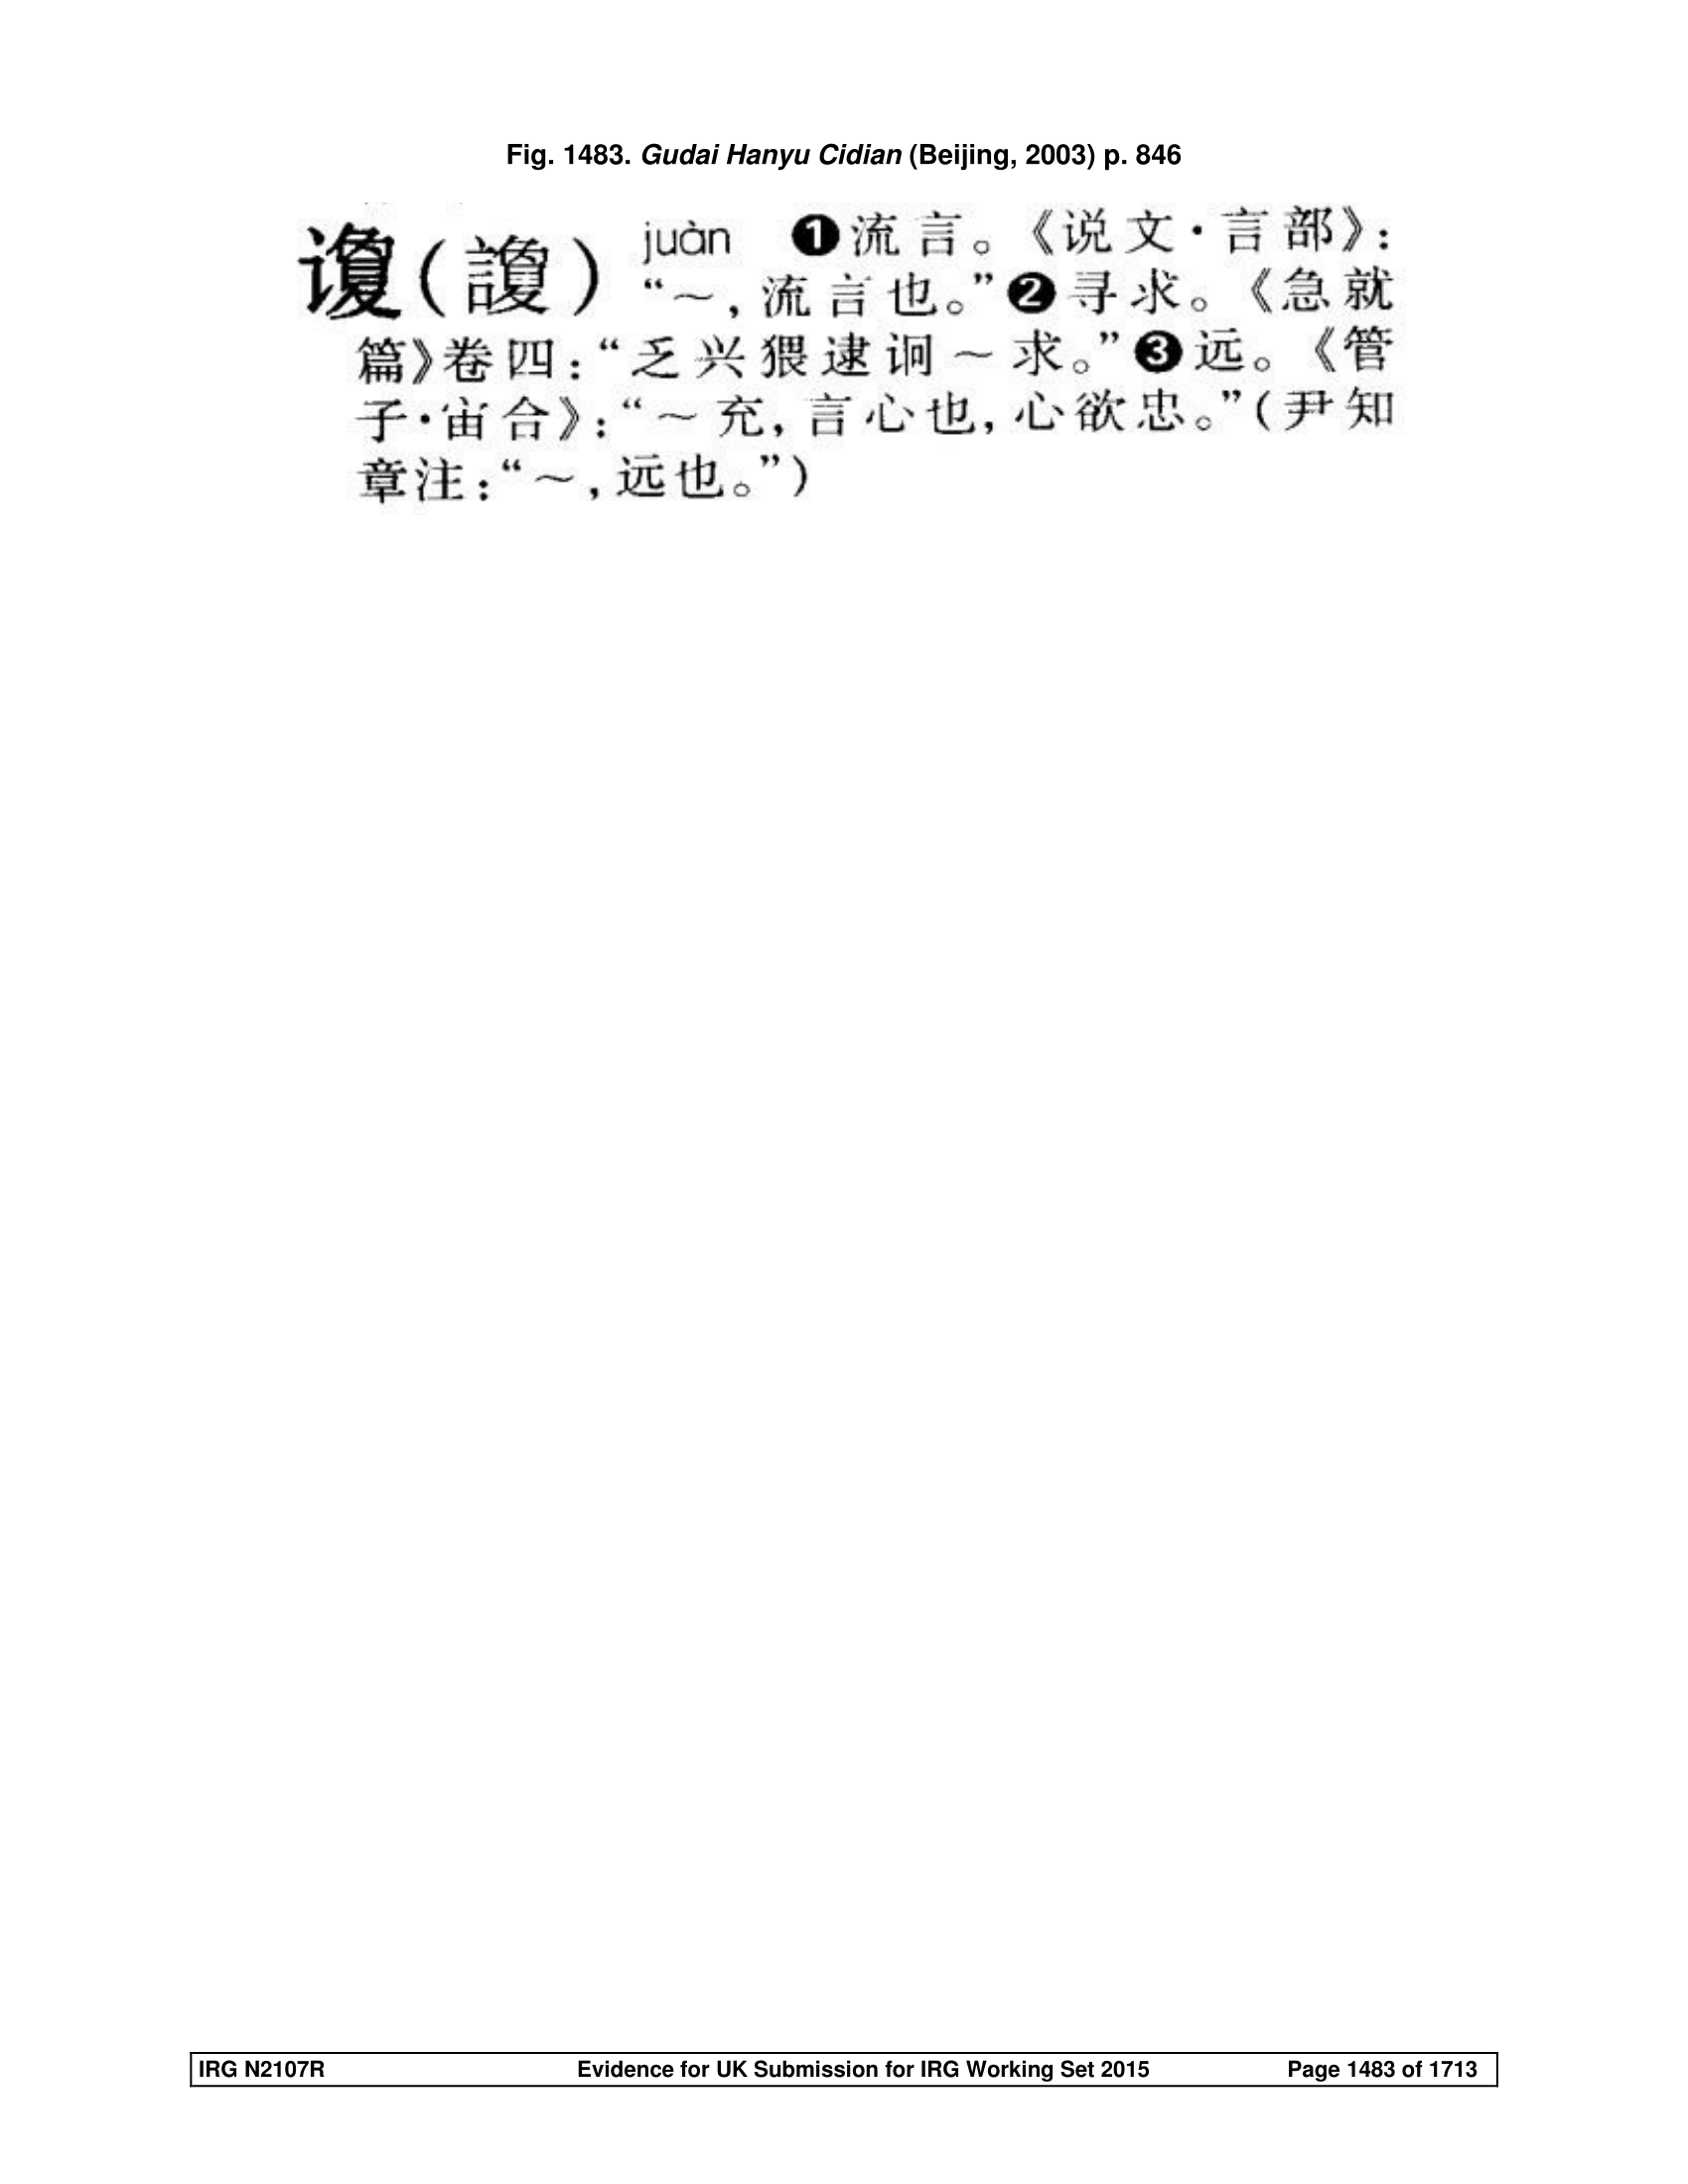 Fig. 1483. Gudai Hanyu Cidian (Beijing, 2003) p. 846
(讂) juàn ❶流言。《说文·言部》:
“～,流言也。”❷寻求。《急就
篇》卷四:“乏兴猥逮诇～求。”❸远。《管
子·宙合》:“～充,言心也,心欲忠。”(尹知
章注:“～,远也。”)
IRG N2107R Evidence for UK Submission for IRG Working Set 2015 Page 1483 of 1713